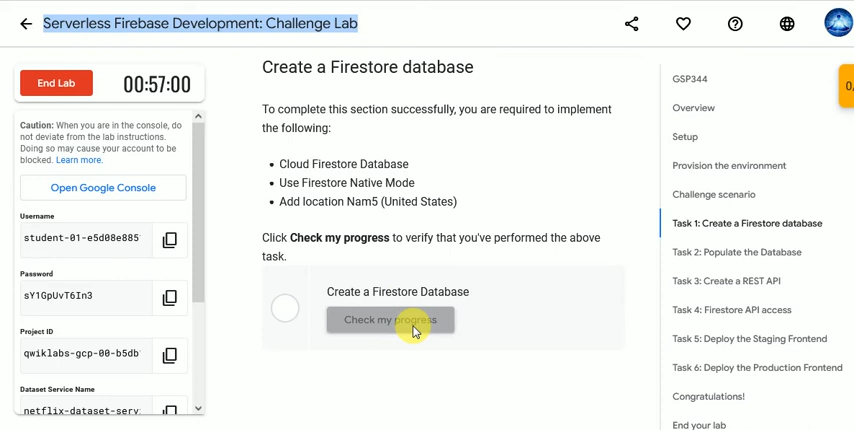 Serverless Firebase Development: Challenge Lab
End Lab
00:57:00
Caution: When you are in the console, do
not deviate from the lab instructions.
Doing so may cause your account to be
blocked. Learn more.
Open Google Console
Username
student-01-e5d08e885
Password
sY1GpUvT6In3
Project ID
qwiklabs-gcp-00-b5db
Dataset Service Name
netflix-dataset-serv
Create a Firestore database
To complete this section successfully, you are required to implement
the following:
• Cloud Firestore Database
• Use Firestore Native Mode
• Add location Nam5 (United States)
Click Check my progress to verify that you've performed the above
task.
Create a Firestore Database
Check my progress
GSP344
Overview
Setup
Provision the environment
Challenge scenario
Task 1: Create a Firestore database
Task 2: Populate the Database
Task 3: Create a REST API
Task 4: Firestore API access
Task 5: Deploy the Staging Frontend
Task 6: Deploy the Production Frontend
Congratulations!
End your lab
0/